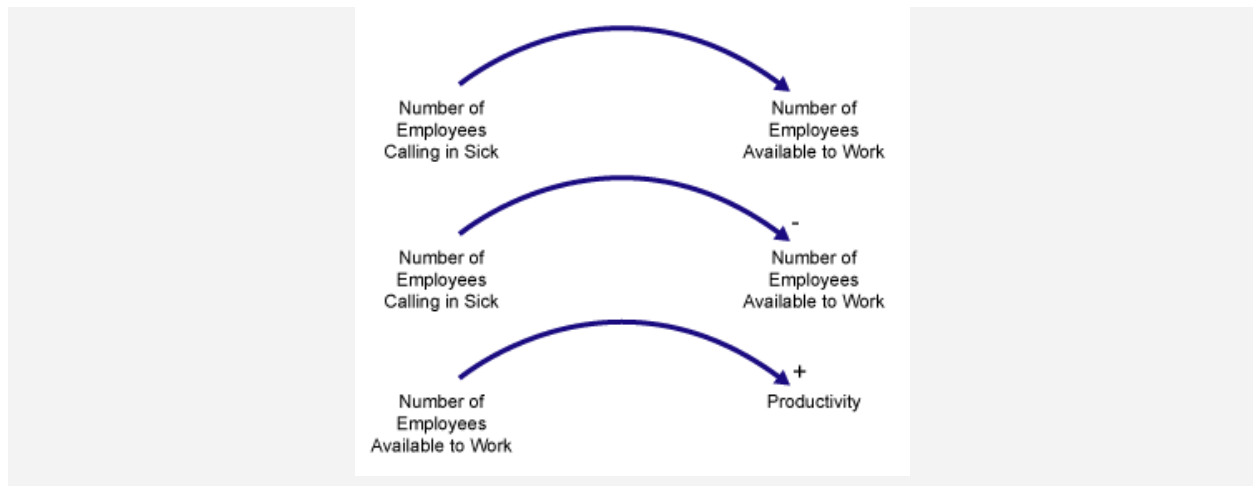 Number of
Employees
Calling in Sick
Number of
Employees
Available to Work
-
Number of
Employees
Calling in Sick
Number of
Employees
Available to Work
+
Number of
Employees
Available to Work
Productivity